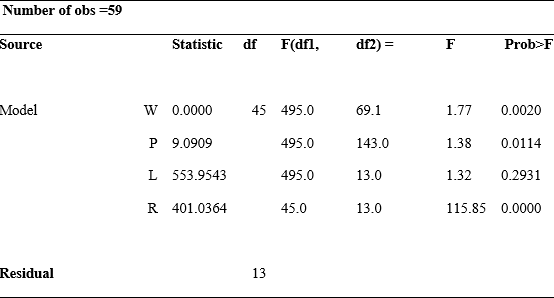 Number of obs =59
Source Statistic df F(df1, df2) = F Prob>F
Model W 0.0000 45 495.0 69.1 1.77 0.0020
P 9.0909 495.0 143.0 1.38 0.0114
L 553.9543 495.0 13.0 1.32 0.2931
R 401.0364 45.0 13.0 115.85 0.0000
Residual 13